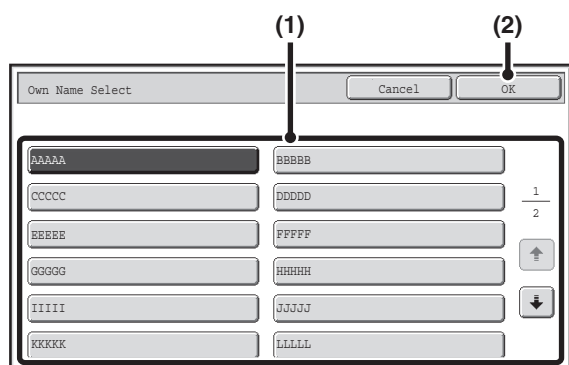 (1) (2)
Own Name Select Cancel OK
AAAAA BBBBB
CCCCC DDDDD
1
2
EEEEE FFFFF
GGGGG HHHHH
IIIII JJJJJ
KKKKK LLLLL